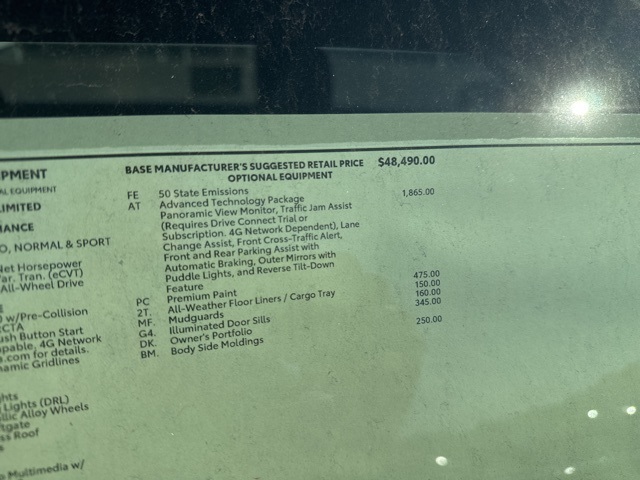 PMENT
AL EQUIPMENT
IMITED
IANCE
O, NORMAL & SPORT
Net Horsepower
ar. Tran. (eCVT)
All-Wheel Drive
w/Pre-Collision
CTA
ush Button Start
pable, 4G Network
.com for details.
namic Gridlines
hts
Lights (DRL)
llic Alloy Wheels
tgate
ss Roof
s
o Multimedia w/
BASE MANUFACTURER'S SUGGESTED RETAIL PRICE $48,490.00
OPTIONAL EQUIPMENT
FE 50 State Emissions
AT Advanced Technology Package 1,865.00
Panoramic View Monitor, Traffic Jam Assist
(Requires Drive Connect Trial or
Subscription. 4G Network Dependent), Lane
Change Assist, Front Cross-Traffic Alert,
Front and Rear Parking Assist with
Automatic Braking, Outer Mirrors with
Puddle Lights, and Reverse Tilt-Down
Feature
PC Premium Paint 475.00
2T. All-Weather Floor Liners / Cargo Tray 150.00
MF. Mudguards 160.00
G4. Illuminated Door Sills 345.00
DK. Owner's Portfolio
BM. Body Side Moldings 250.00